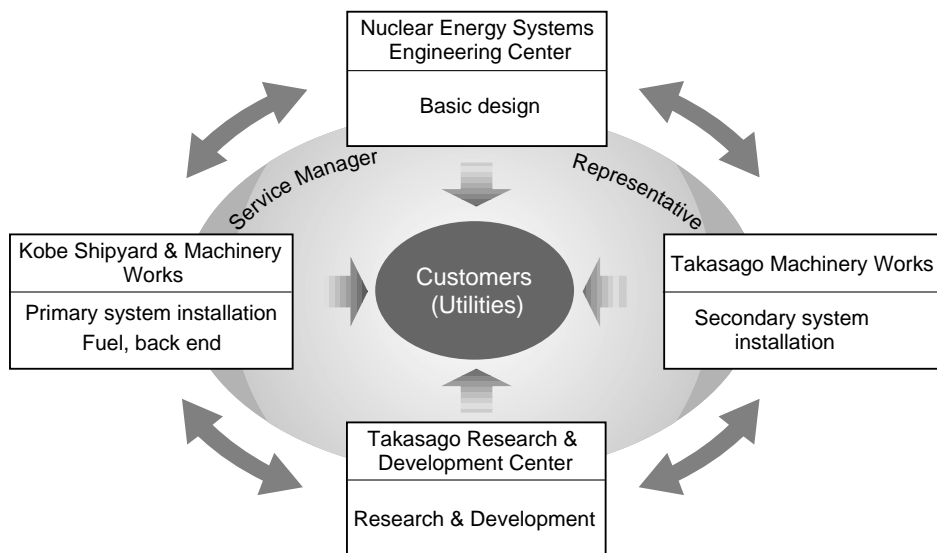 Nuclear Energy Systems
Engineering Center
Basic design
Service Manager
Representative
Kobe Shipyard & Machinery
Works
Primary system installation
Fuel, back end
Customers
(Utilities)
Takasago Machinery Works
Secondary system
installation
Takasago Research &
Development Center
Research & Development